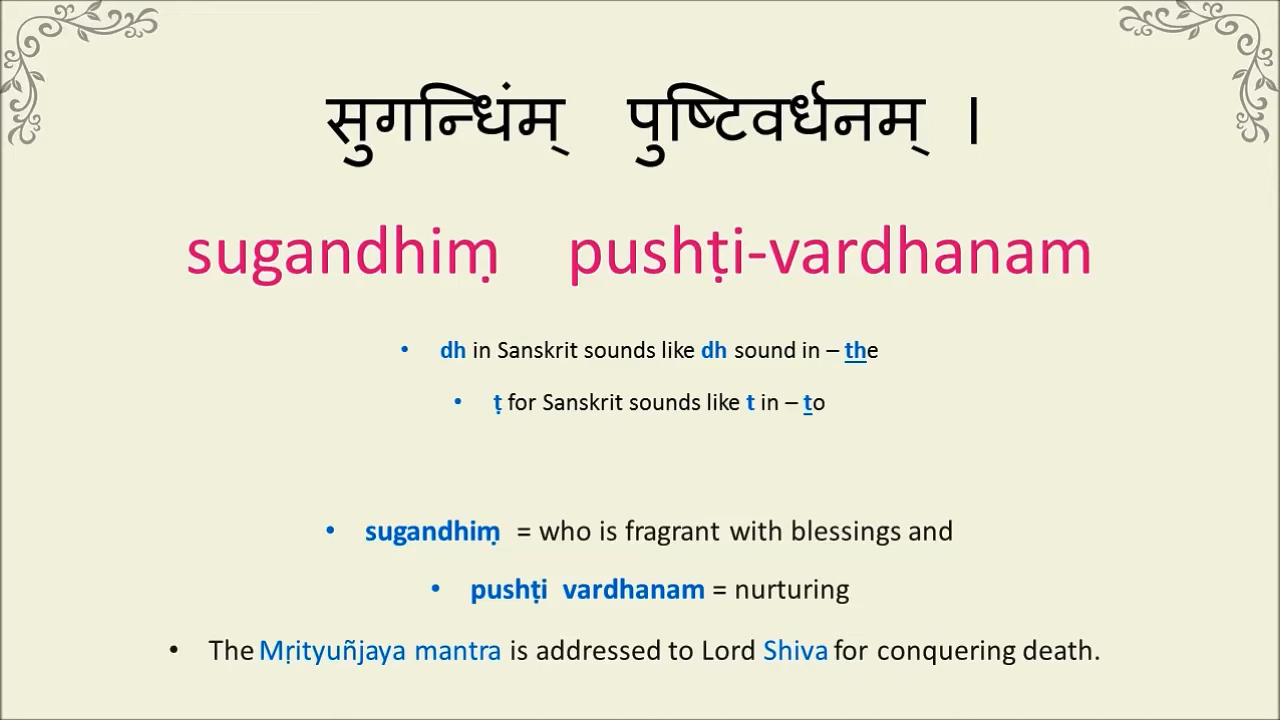 सुगन्धिंम् पुष्टिवर्धनम् ।
sugandhiṃ pushṭi-vardhanam
• dh in Sanskrit sounds like dh sound in – the
• ṭ for Sanskrit sounds like t in – to
• sugandhiṃ = who is fragrant with blessings and
• pushṭi vardhanam = nurturing
• The Mṛityuñjaya mantra is addressed to Lord Shiva for conquering death.